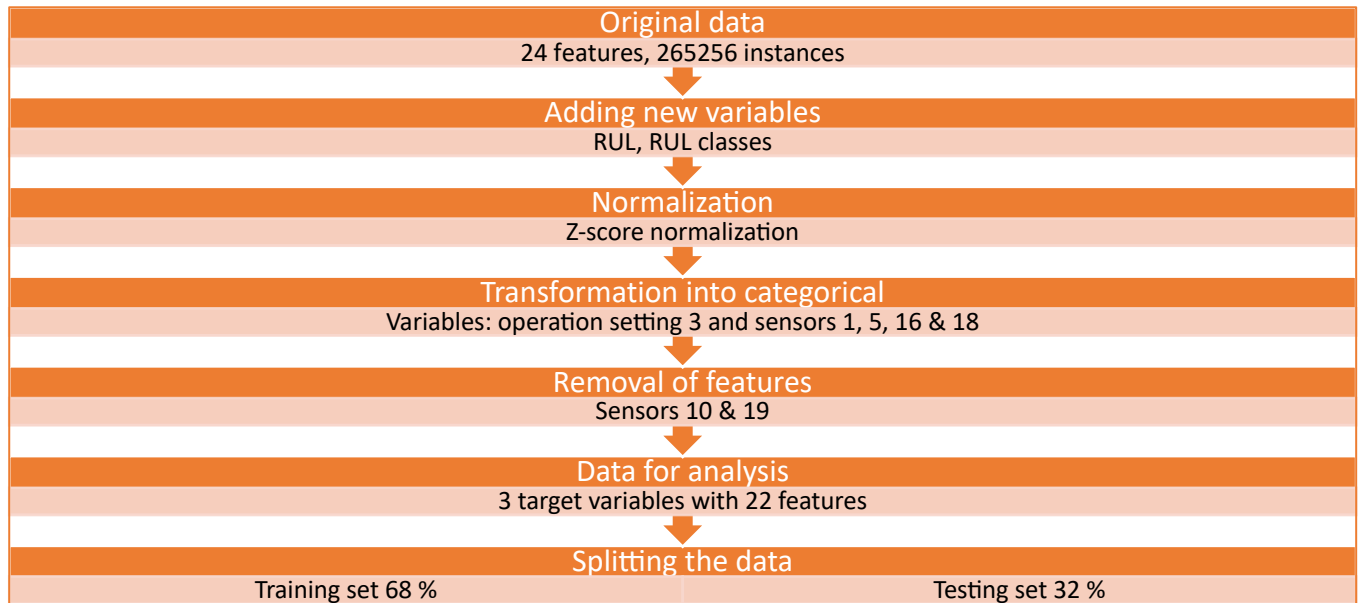 Original data
24 features, 265256 instances
Adding new variables
RUL, RUL classes
Normalization
Z-score normalization
Transformation into categorical
Variables: operation setting 3 and sensors 1, 5, 16 & 18
Removal of features
Sensors 10 & 19
Data for analysis
3 target variables with 22 features
Splitting the data
Training set 68 %
Testing set 32 %